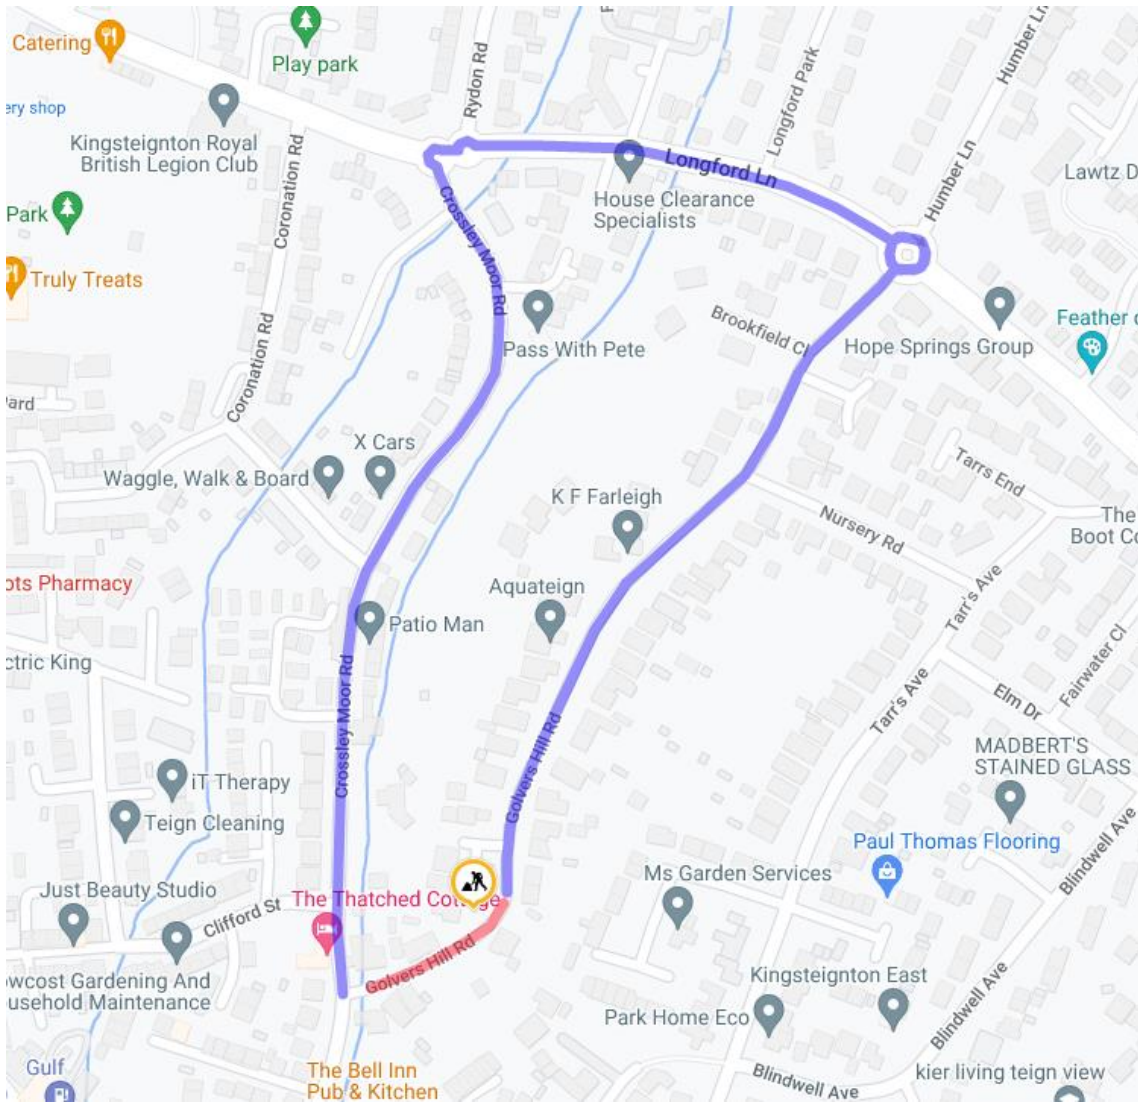 Catering
Play park
Rydon Rd
Longford Park
Humber Ln
ery shop
Kingsteignton Royal
British Legion Club
Coronation Rd
Longford Ln
Humber Ln
Lawtz D
House Clearance
Specialists
Park
Crossley Moor Rd
Truly Treats
Pass With Pete
Brookfield Cl
Hope Springs Group
Feather
Coronation Rd
X Cars
Waggle, Walk & Board
Tarrs End
K F Farleigh
Nursery Rd
The
Boot Co
ots Pharmacy
Aquateign
Tarr's Ave
Patio Man
ctric King
Fairwater Cl
Crossley Moor Rd
Tarr's Ave
Elm Dr
Golvers Hill Rd
MADBERT'S
STAINED GLASS
iT Therapy
Teign Cleaning
Paul Thomas Flooring
Blindwell Ave
Just Beauty Studio
The Thatched Cottage
Ms Garden Services
Clifford St
Golvers Hill Rd
owcost Gardening And
usehold Maintenance
Kingsteignton East
Park Home Eco
Blindwell Ave
Gulf
The Bell Inn
Pub & Kitchen
Blindwell Ave
kier living teign view